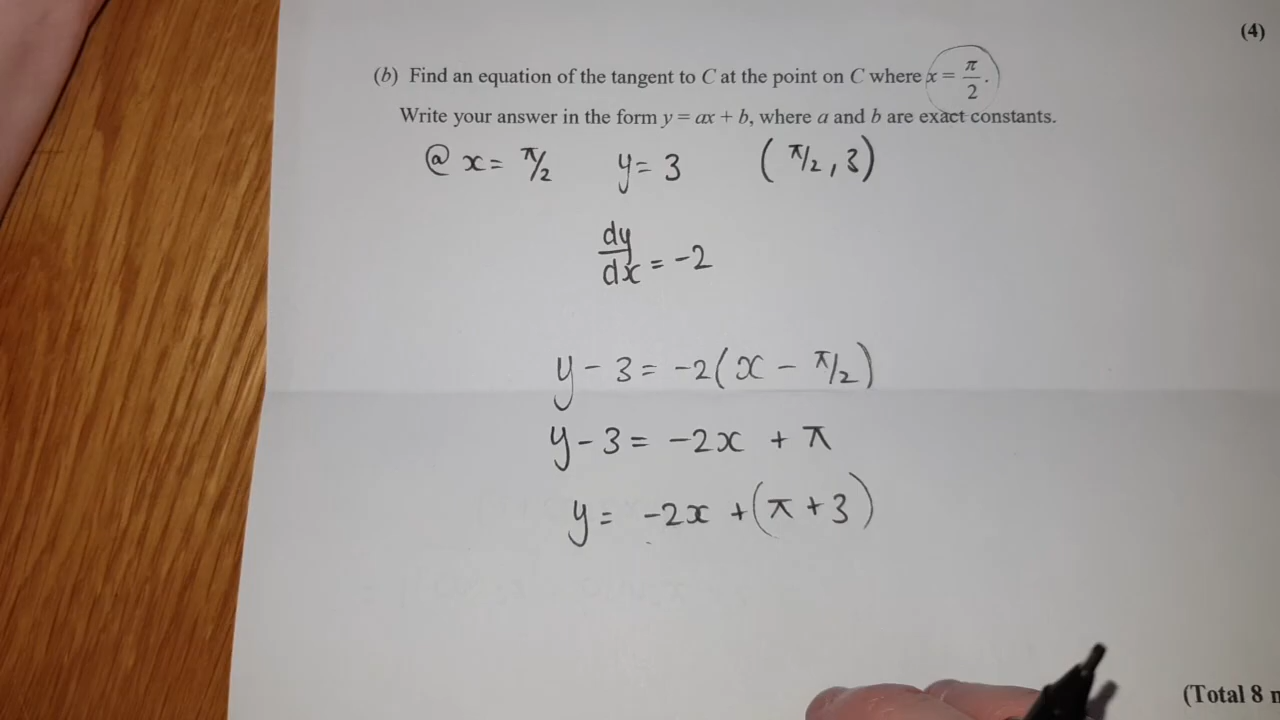 (4)
(b) Find an equation of the tangent to C at the point on C where x = π/2.
Write your answer in the form y = ax + b, where a and b are exact constants.
@ x = π/2 y = 3 (π/2, 3)
dy/dx = -2
y - 3 = -2(x - π/2)
y - 3 = -2x + π
y = -2x + (π + 3)
(Total 8